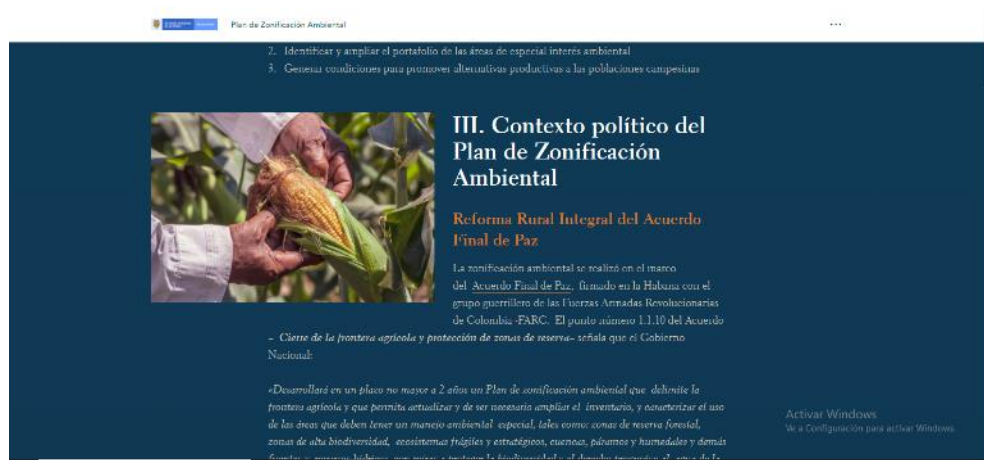 Plan de Zonificación Ambiental
...
2. Identificar y ampliar el portafolio de las áreas de especial interés ambiental
3. Generar condiciones para promover alternativas productivas a las poblaciones campesinas
III. Contexto político del
Plan de Zonificación
Ambiental
Reforma Rural Integral del Acuerdo
Final de Paz
La zonificación ambiental se realizó en el marco
del Acuerdo Final de Paz, firmado en la Habana con el
grupo guerrillero de las Fuerzas Armadas Revolucionarias
de Colombia -FARC. El punto número 1.1.10 del Acuerdo
– Cierre de la frontera agrícola y protección de zonas de reserva– señala que el Gobierno
Nacional:
«Desarrollará en un plazo no mayor a 2 años un Plan de zonificación ambiental que delimite la
frontera agrícola y que permita actualizar y de ser necesario ampliar el inventario, y caracterizar el uso
de las áreas que deben tener un manejo ambiental especial, tales como: zonas de reserva forestal,
zonas de alta biodiversidad, ecosistemas frágiles y estratégicos, cuencas, páramos y humedales y demás
Activar Windows
Ve a Configuración para activar Windows.